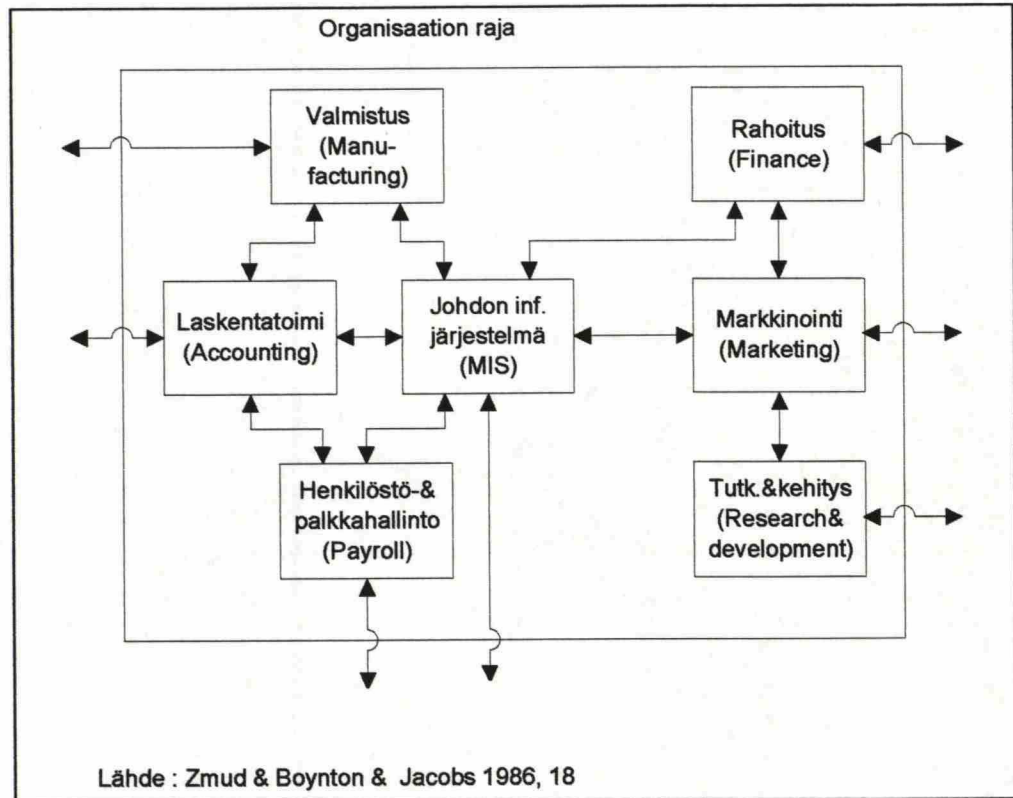 Organisaation raja
Valmistus
(Manu-
facturing)
Rahoitus
(Finance)
Laskentatoimi
(Accounting)
Johdon inf.
järjestelmä
(MIS)
Markkinointi
(Marketing)
Henkilöstö-&
palkkahallinto
(Payroll)
Tutk.&kehitys
(Research&
development)
Lähde : Zmud & Boynton & Jacobs 1986, 18